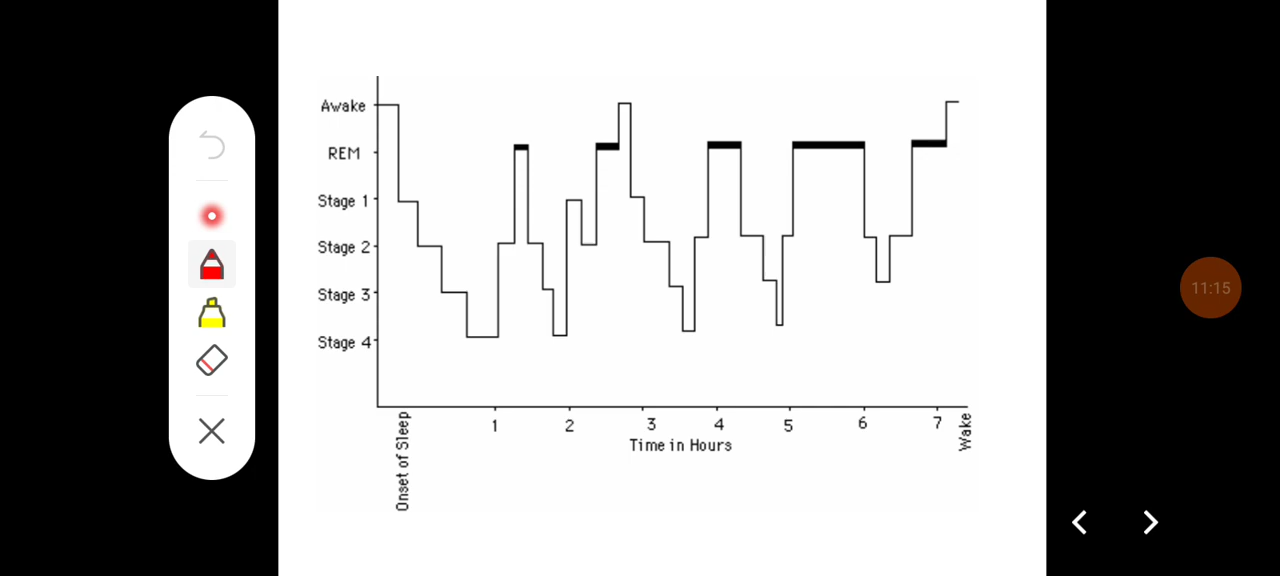 Awake
REM
Stage 1
Stage 2
Stage 3
Stage 4
1 2 3 4 5 6 7
Onset of Sleep
Wake
Time in Hours
11:15